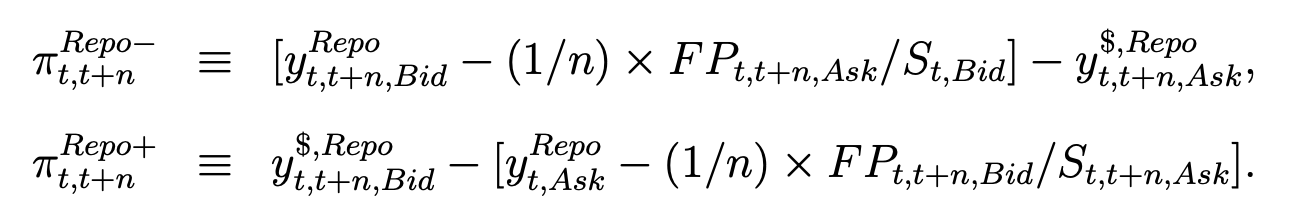 π^{Repo−}_{t,t+n} ≡ [y^{Repo}_{t,t+n,Bid} − (1/n) × FP_{t,t+n,Ask}/S_{t,Bid}] − y^{$,Repo}_{t,t+n,Ask},
π^{Repo+}_{t,t+n} ≡ y^{$,Repo}_{t,t+n,Bid} − [y^{Repo}_{t,Ask} − (1/n) × FP_{t,t+n,Bid}/S_{t,t+n,Ask}].